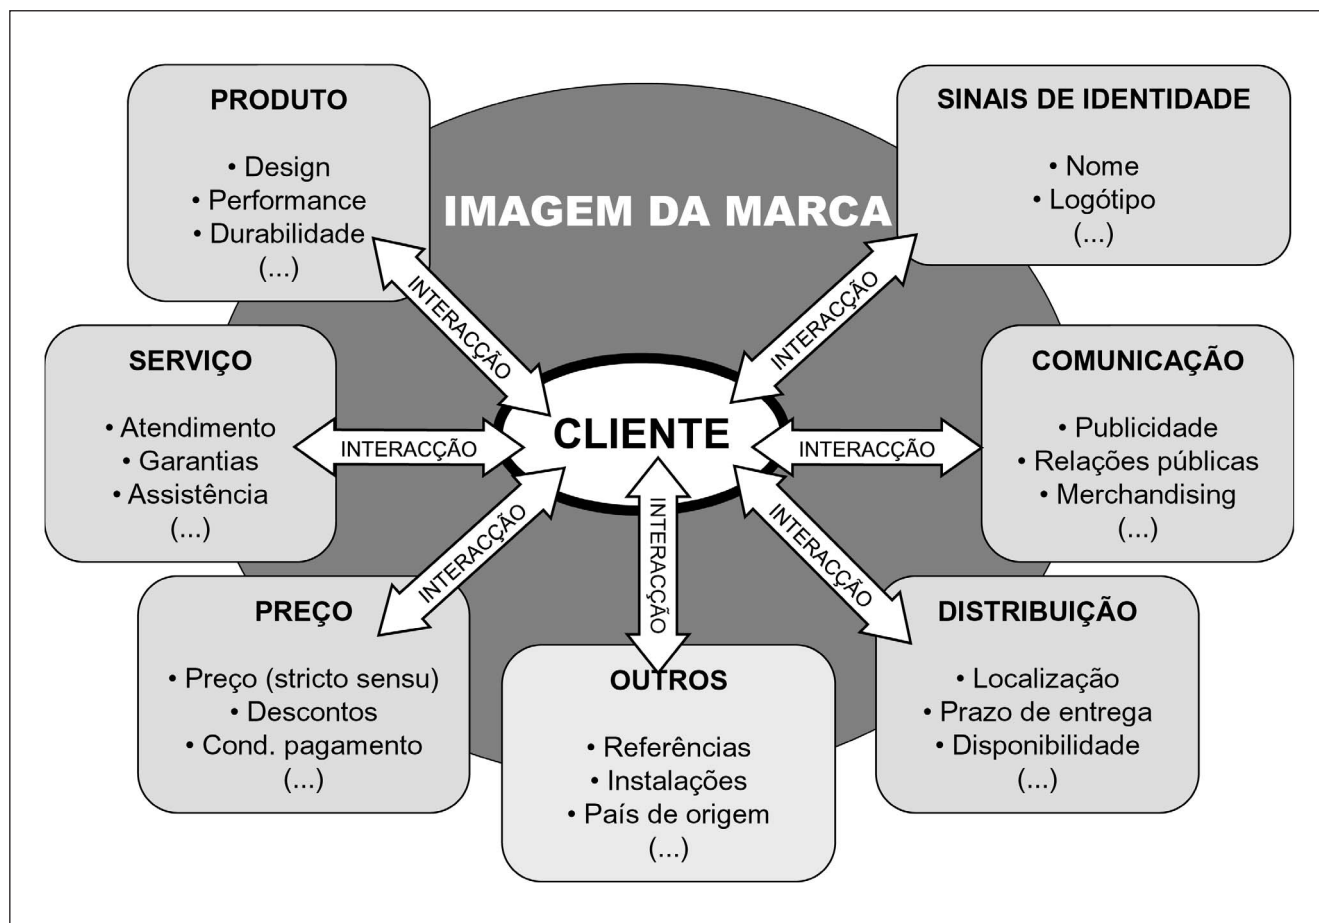 IMAGEM DA MARCA
PRODUTO
• Design
• Performance
• Durabilidade
(...)
INTERACÇÃO
SINAIS DE IDENTIDADE
• Nome
• Logótipo
(...)
INTERACÇÃO
SERVIÇO
• Atendimento
• Garantias
• Assistência
(...)
INTERACÇÃO
CLIENTE
INTERACÇÃO
COMUNICAÇÃO
• Publicidade
• Relações públicas
• Merchandising
(...)
INTERACÇÃO
PREÇO
• Preço (stricto sensu)
• Descontos
• Cond. pagamento
(...)
INTERACÇÃO
OUTROS
• Referências
• Instalações
• País de origem
(...)
INTERACÇÃO
DISTRIBUIÇÃO
• Localização
• Prazo de entrega
• Disponibilidade
(...)